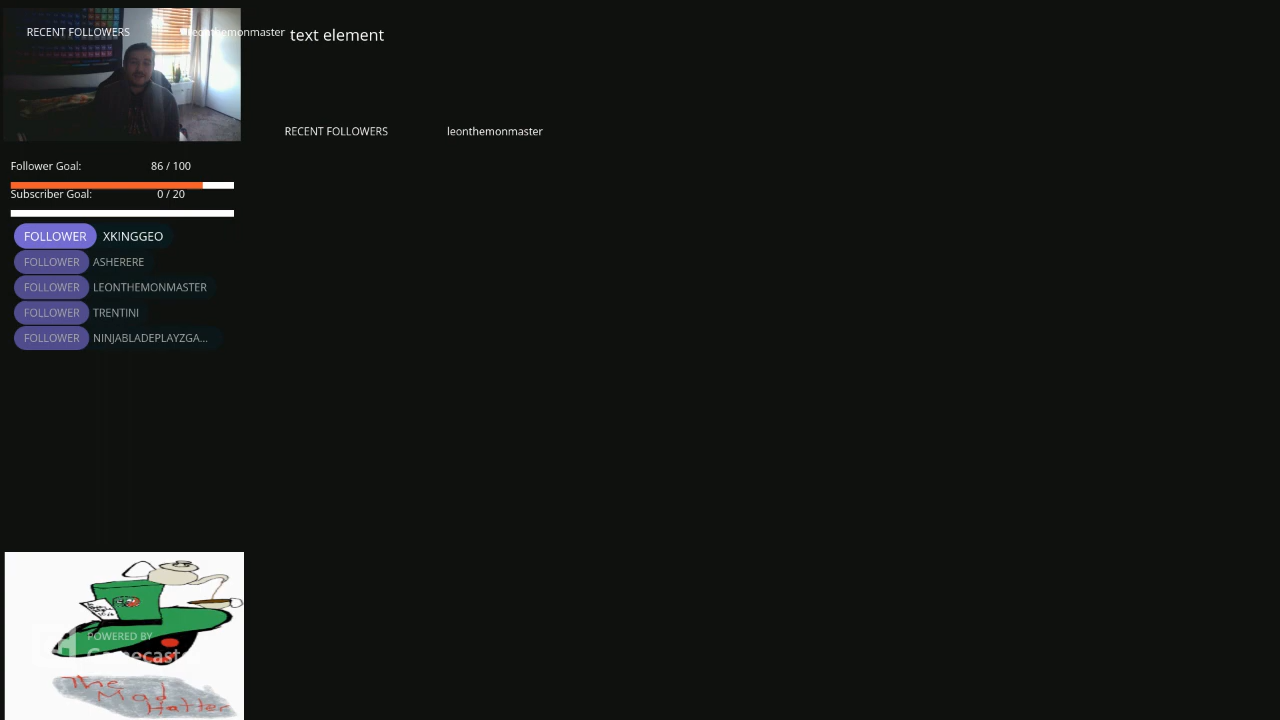 RECENT FOLLOWERS leonthemonmaster text element
RECENT FOLLOWERS leonthemonmaster
Follower Goal: 86 / 100
Subscriber Goal: 0 / 20
FOLLOWER XKINGGEO
FOLLOWER ASHERERE
FOLLOWER LEONTHEMONMASTER
FOLLOWER TRENTINI
FOLLOWER NINJABLADEPLAYZGA...
POWERED BY
Gamecaster
The
Mad
Hatter